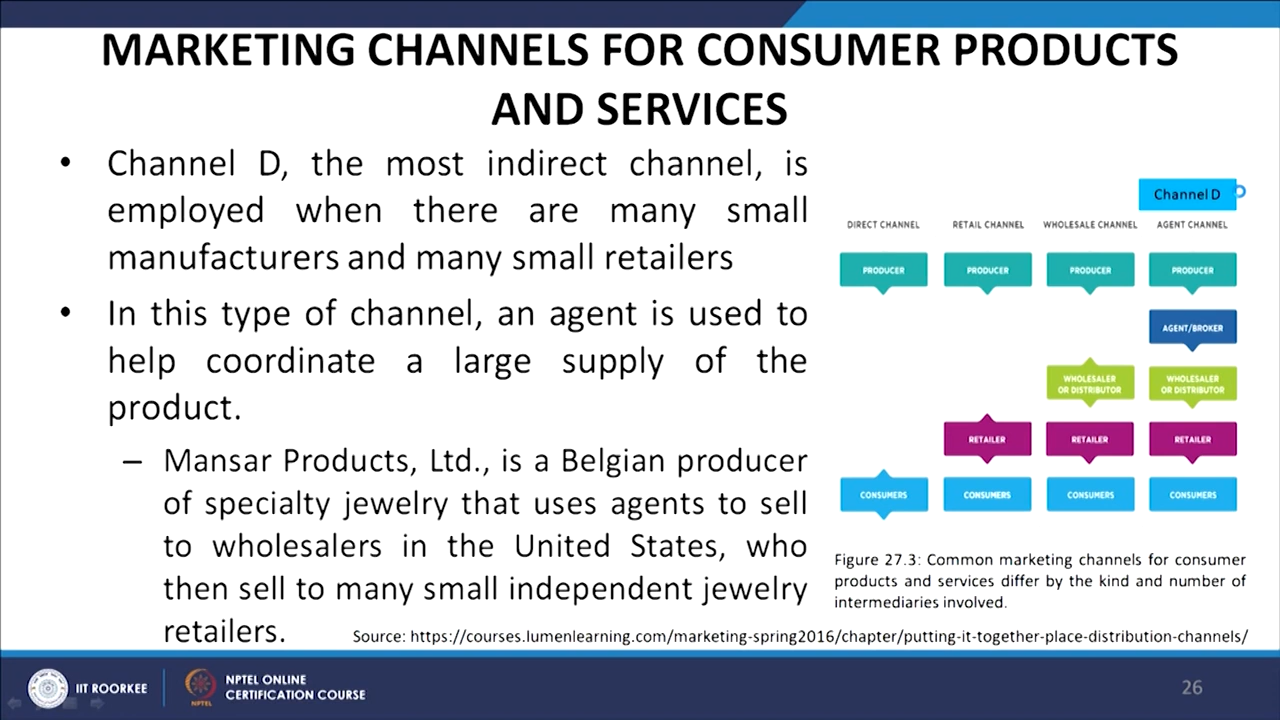 MARKETING CHANNELS FOR CONSUMER PRODUCTS
AND SERVICES
• Channel D, the most indirect channel, is
employed when there are many small
manufacturers and many small retailers
• In this type of channel, an agent is used to
help coordinate a large supply of the
product.
– Mansar Products, Ltd., is a Belgian producer
of specialty jewelry that uses agents to sell
to wholesalers in the United States, who
then sell to many small independent jewelry
retailers.
Channel D
DIRECT CHANNEL RETAIL CHANNEL WHOLESALE CHANNEL AGENT CHANNEL
PRODUCER PRODUCER PRODUCER PRODUCER
AGENT/BROKER
WHOLESALER WHOLESALER
OR DISTRIBUTOR OR DISTRIBUTOR
RETAILER RETAILER RETAILER
CONSUMERS CONSUMERS CONSUMERS CONSUMERS
Figure 27.3: Common marketing channels for consumer
products and services differ by the kind and number of
intermediaries involved.
Source: https://courses.lumenlearning.com/marketing-spring2016/chapter/putting-it-together-place-distribution-channels/
IIT ROORKEE
NPTEL
NPTEL ONLINE
CERTIFICATION COURSE
26